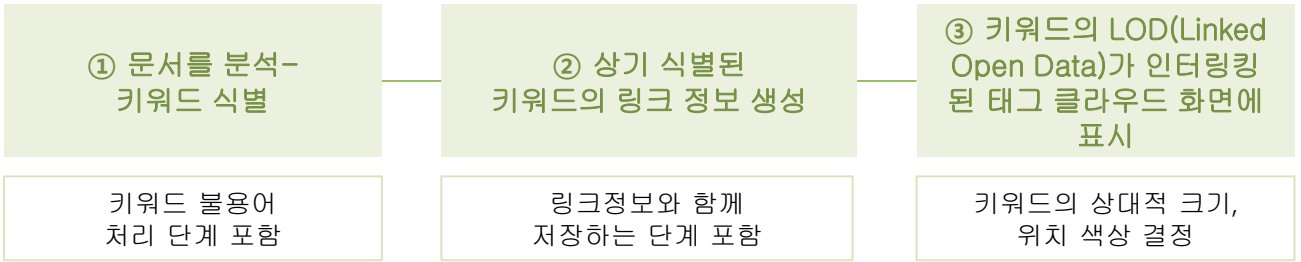 ① 문서를 분석-
키워드 식별
② 상기 식별된
키워드의 링크 정보 생성
③ 키워드의 LOD(Linked
Open Data)가 인터링킹
된 태그 클라우드 화면에
표시
키워드 불용어
처리 단계 포함
링크정보와 함께
저장하는 단계 포함
키워드의 상대적 크기,
위치 색상 결정